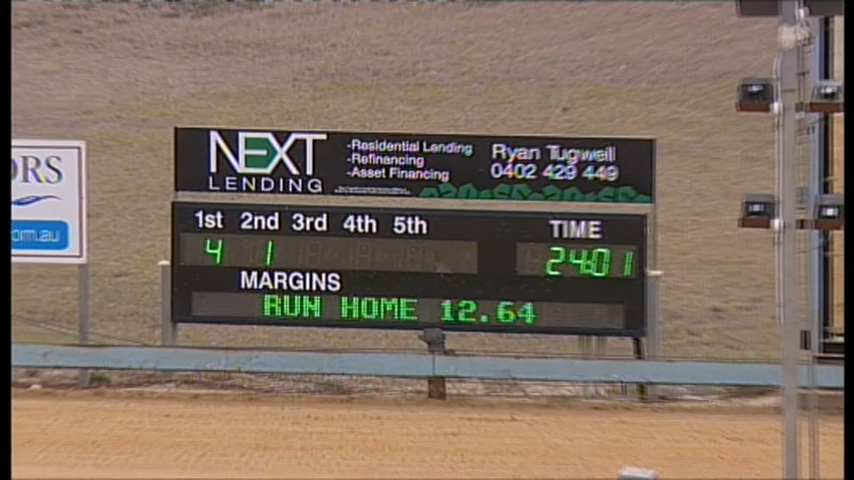 NEXT
LENDING
-Residential Lending
-Refinancing
-Asset Financing
Ryan Tugwell
0402 429 449
ORS
om.au
1st 2nd 3rd 4th 5th
TIME
4 1
24:01
MARGINS
RUN HOME 12.64